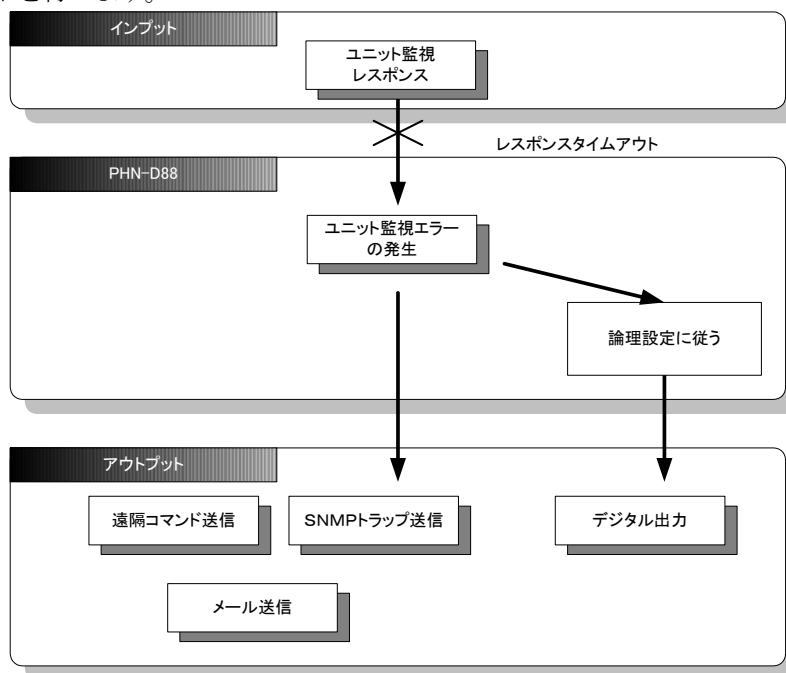 インプット
ユニット監視
レスポンス
レスポンスタイムアウト
PHN-D88
ユニット監視エラー
の発生
論理設定に従う
アウトプット
遠隔コマンド送信
SNMPトラップ送信
デジタル出力
メール送信